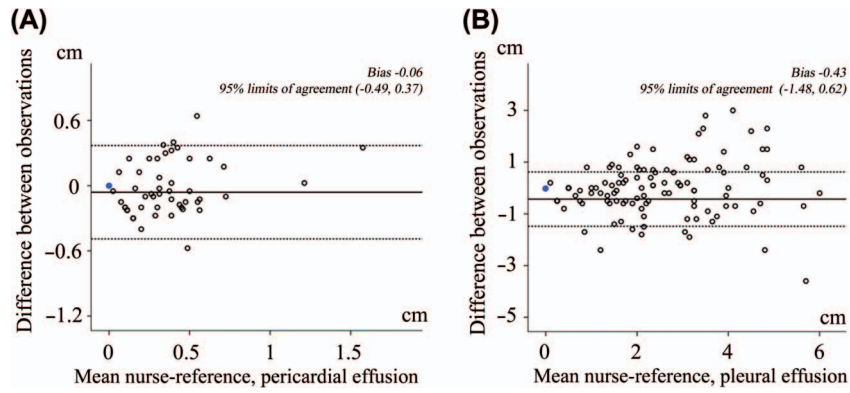 (A)
cm
Bias -0.06
95% limits of agreement (-0.49, 0.37)
Difference between observations
0.6
0
−0.6
−1.2
cm
0 0.5 1 1.5
Mean nurse-reference, pericardial effusion
(B)
cm
Bias -0.43
95% limits of agreement (-1.48, 0.62)
Difference between observations
3
1
−1
−3
−5
cm
0 2 4 6
Mean nurse-reference, pleural effusion